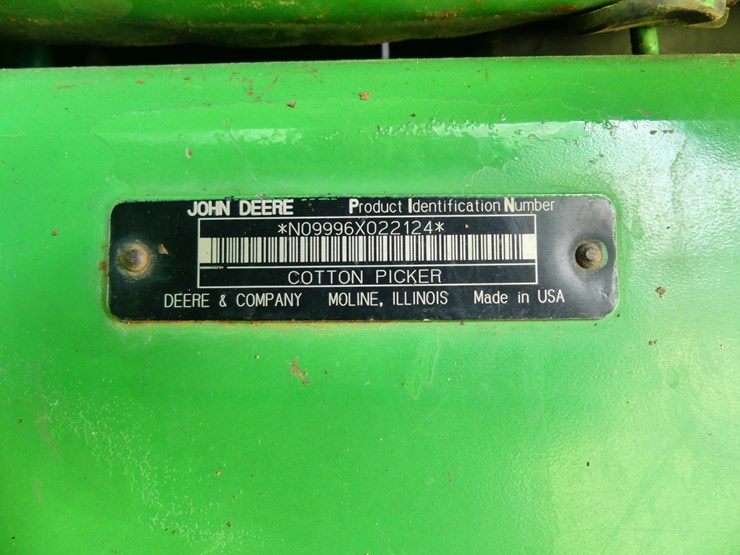 JOHN DEERE Product Identification Number
*N09996X022124*
COTTON PICKER
DEERE & COMPANY MOLINE, ILLINOIS Made in USA